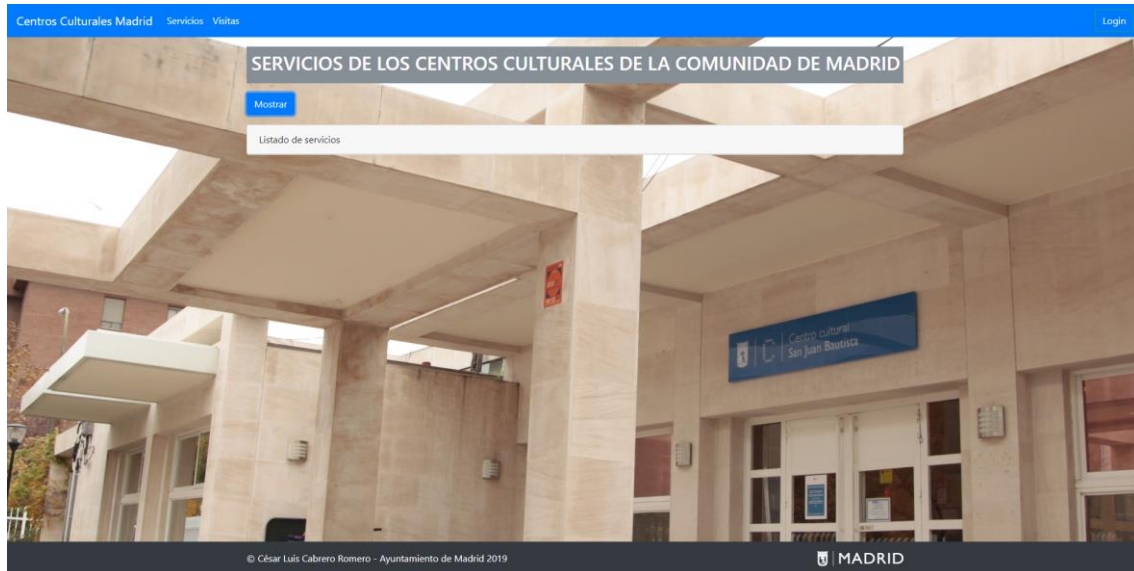 Centros Culturales Madrid Servicios Visitas Login
SERVICIOS DE LOS CENTROS CULTURALES DE LA COMUNIDAD DE MADRID
Mostrar
Listado de servicios
Centro cultural
San Juan Bautista
© César Luis Cabrero Romero - Ayuntamiento de Madrid 2019
MADRID